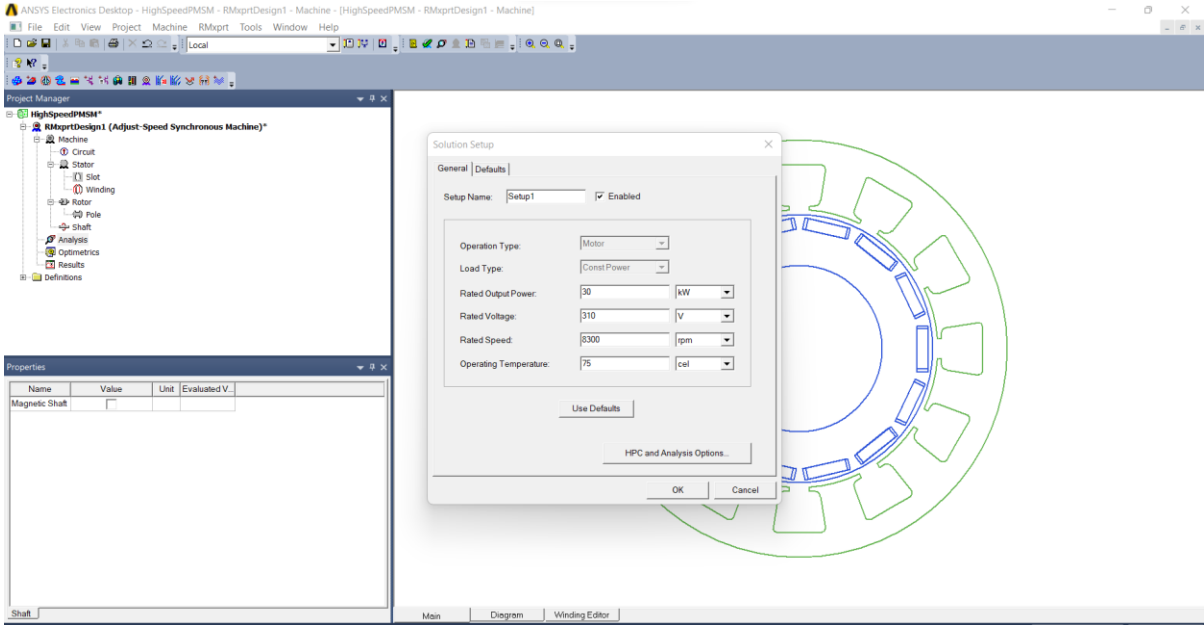 ANSYS Electronics Desktop - HighSpeedPMSM - RMxprtDesign1 - Machine - [HighSpeedPMSM - RMxprtDesign1 - Machine]
File Edit View Project Machine RMxprt Tools Window Help
Local
Project Manager
HighSpeedPMSM*
RMxprtDesign1 (Adjust-Speed Synchronous Machine)*
Machine
Circuit
Stator
Slot
Winding
Rotor
Pole
Shaft
Analysis
Optimetrics
Results
Definitions
Properties
Name Value Unit Evaluated V...
Magnetic Shaft
Shaft
Solution Setup
General Defaults
Setup Name: Setup1 Enabled
Operation Type: Motor
Load Type: Const Power
Rated Output Power: 30 kW
Rated Voltage: 310 V
Rated Speed: 8300 rpm
Operating Temperature: 75 cel
Use Defaults
HPC and Analysis Options...
OK Cancel
Main Diagram Winding Editor